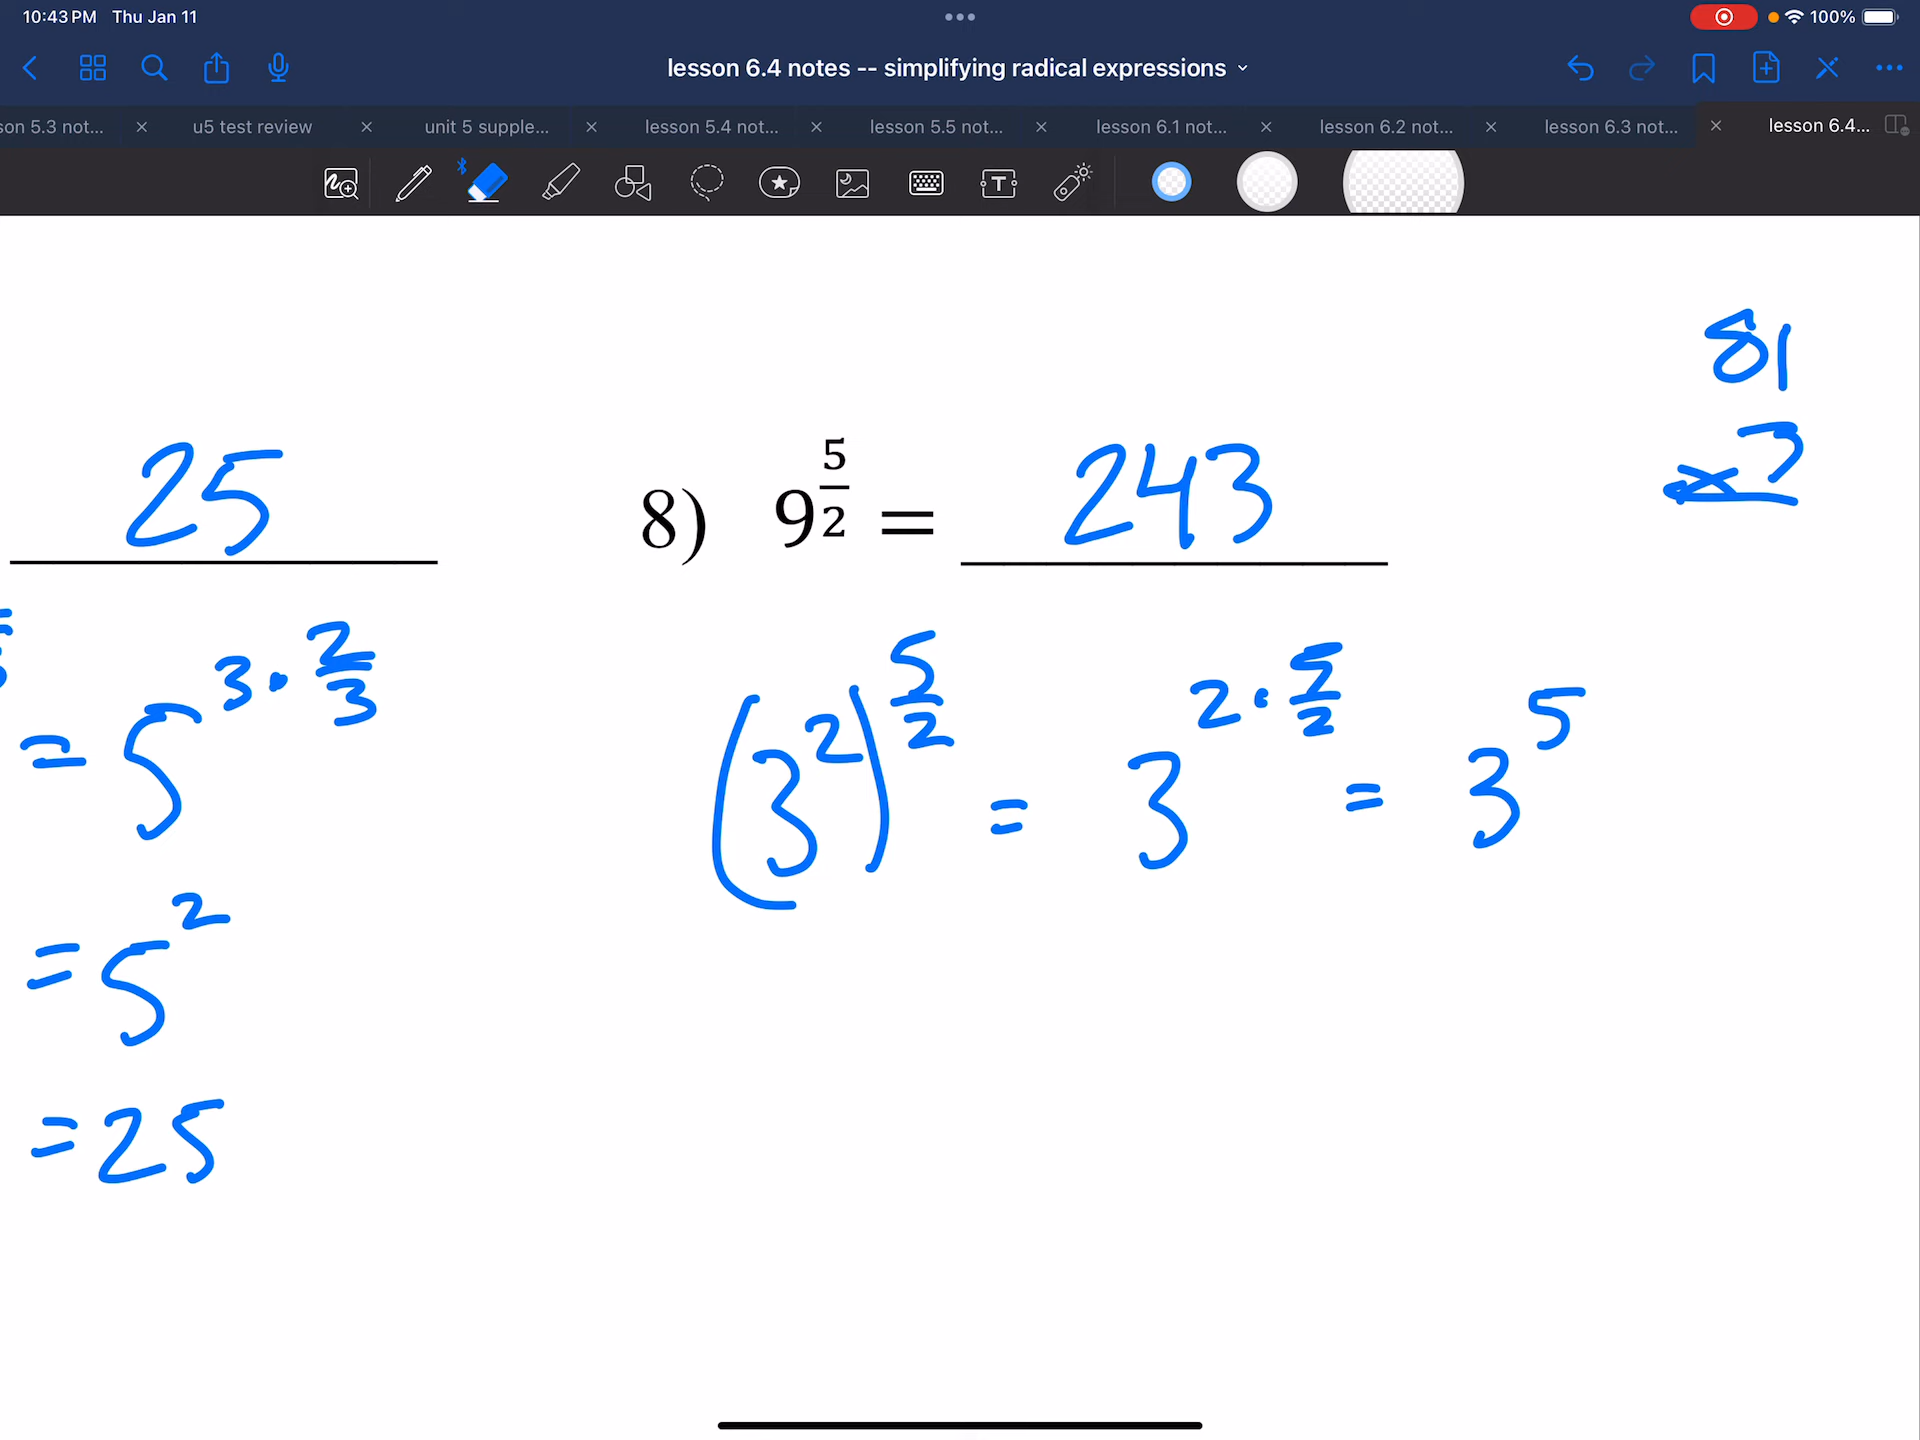 10:43 PM Thu Jan 11
100%
lesson 6.4 notes -- simplifying radical expressions
son 5.3 not... u5 test review unit 5 supple... lesson 5.4 not... lesson 5.5 not... lesson 6.1 not... lesson 6.2 not... lesson 6.3 not... lesson 6.4...
25
= 5^(3·2/3)
= 5^2
= 25
8) 9^(5/2) = 243
(3^2)^(5/2) = 3^(2·5/2) = 3^5
81